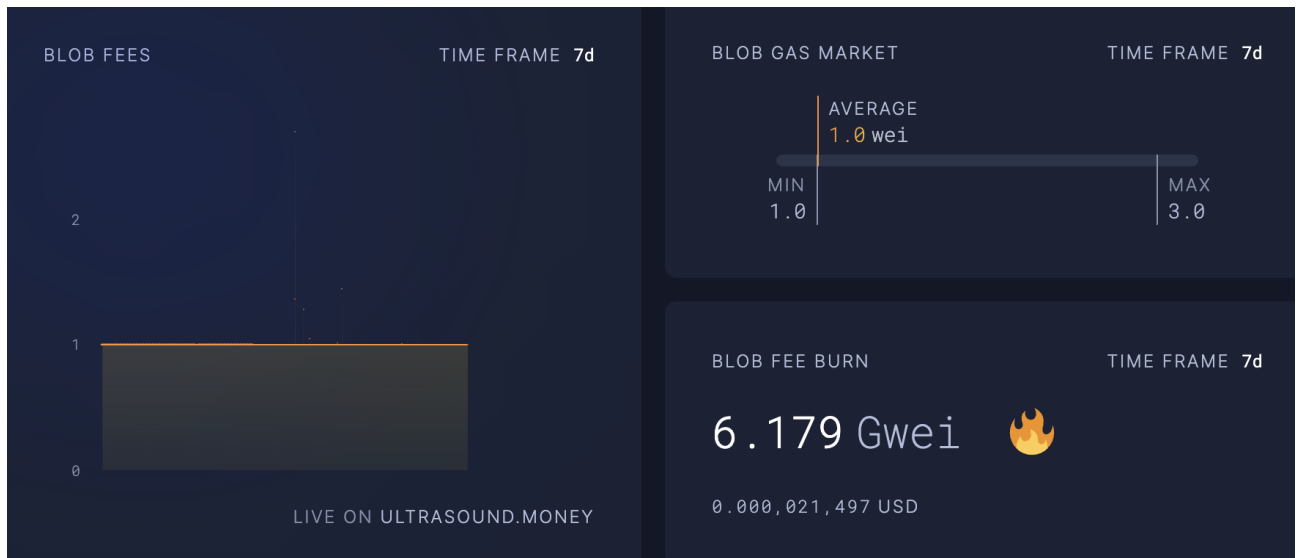 BLOB FEES TIME FRAME 7d
2
1
0
LIVE ON ULTRASOUND.MONEY
BLOB GAS MARKET TIME FRAME 7d
AVERAGE
1.0 wei
MIN
1.0
MAX
3.0
BLOB FEE BURN TIME FRAME 7d
6.179 Gwei
0.000,021,497 USD